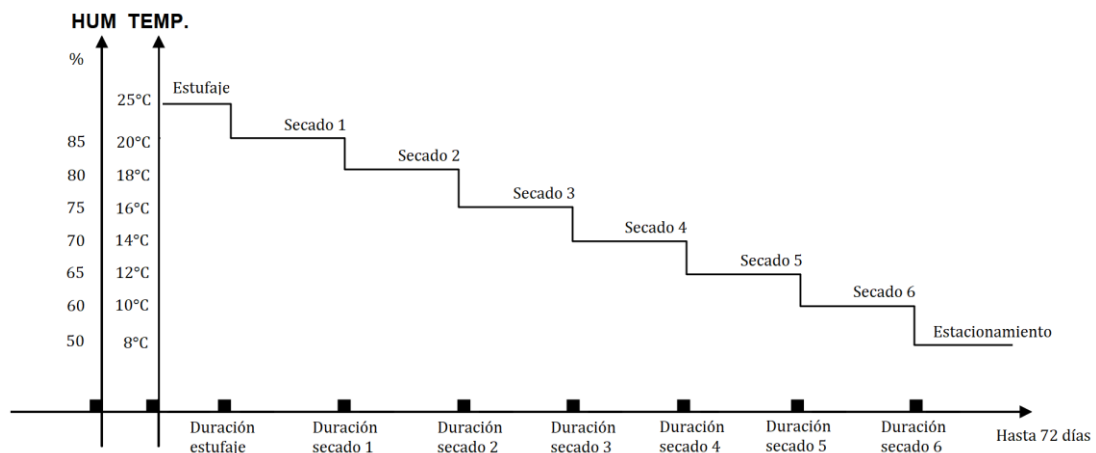 HUM TEMP.
%
Estufaje
25°C
Secado 1
85 20°C
Secado 2
80 18°C
Secado 3
75 16°C
Secado 4
70 14°C
Secado 5
65 12°C
Secado 6
60 10°C
Estacionamiento
50 8°C
Duración estufaje
Duración secado 1
Duración secado 2
Duración secado 3
Duración secado 4
Duración secado 5
Duración secado 6
Hasta 72 días